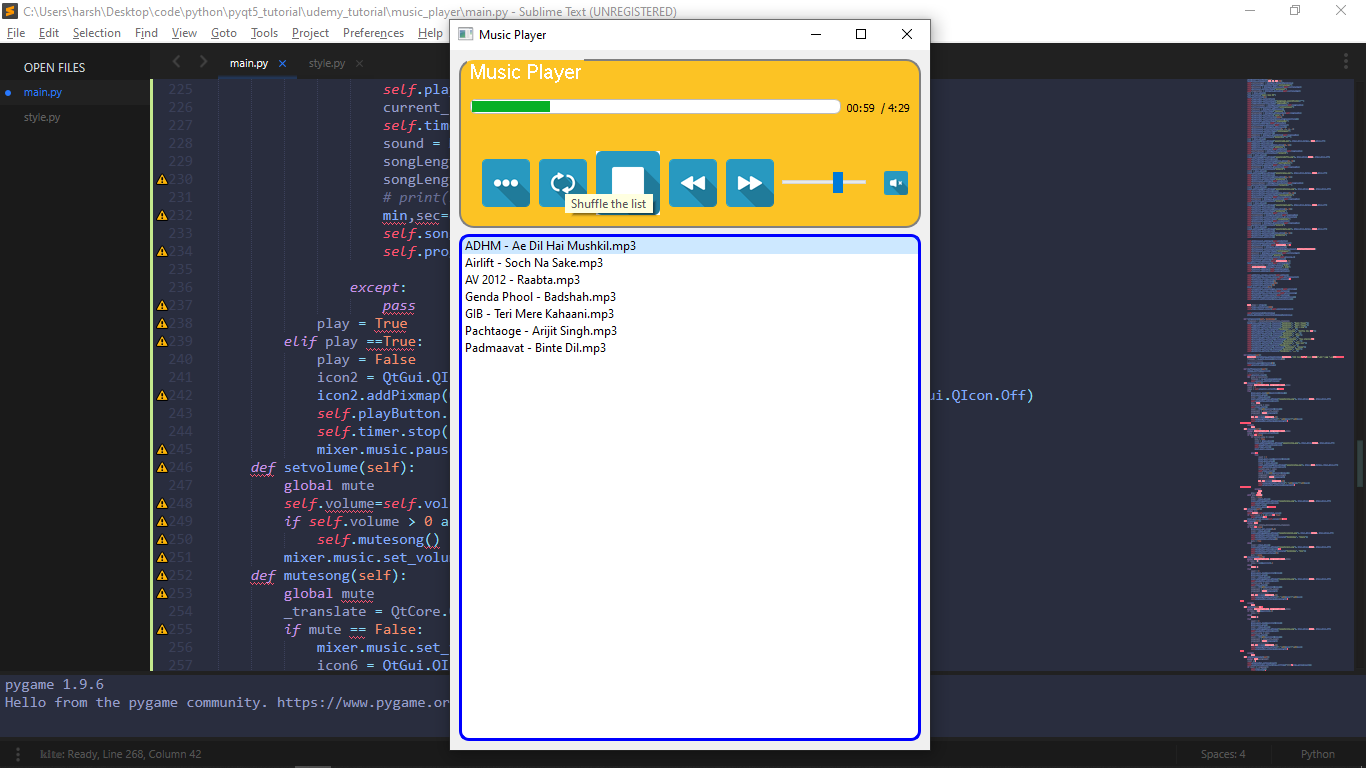 C:\Users\harsh\Desktop\code\python\pyqt5_tutorial\udemy_tutorial\music_player\main.py - Sublime Text (UNREGISTERED)
File Edit Selection Find View Goto Tools Project Preferences Help
OPEN FILES
main.py
style.py
main.py × style.py ×
225 self.pla
226 current_
227 self.tim
228 sound =
229 songLeng
230 songLeng
231 # print(
232 min,sec=
233 self.son
234 self.pro
235
236 except:
237 pass
238 play = True
239 elif play ==True:
240 play = False
241 icon2 = QtGui.QI
242 icon2.addPixmap( ui.QIcon.Off)
243 self.playButton.
244 self.timer.stop(
245 mixer.music.paus
246 def setvolume(self):
247 global mute
248 self.volume=self.vol
249 if self.volume > 0 a
250 self.mutesong()
251 mixer.music.set_volu
252 def mutesong(self):
253 global mute
254 _translate = QtCore.
255 if mute == False:
256 mixer.music.set_
257 icon6 = QtGui.QI
pygame 1.9.6
Hello from the pygame community. https://www.pygame.or
kite: Ready, Line 268, Column 42
Spaces: 4
Python
Music Player
Music Player
00:59 / 4:29
Shuffle the list
ADHM - Ae Dil Hai Mushkil.mp3
Airlift - Soch Na Sake.mp3
AV 2012 - Raabta.mp3
Genda Phool - Badshah.mp3
GIB - Teri Mere Kahaani.mp3
Pachtaoge - Arijit Singh.mp3
Padmaavat - Binte Dil.mp3